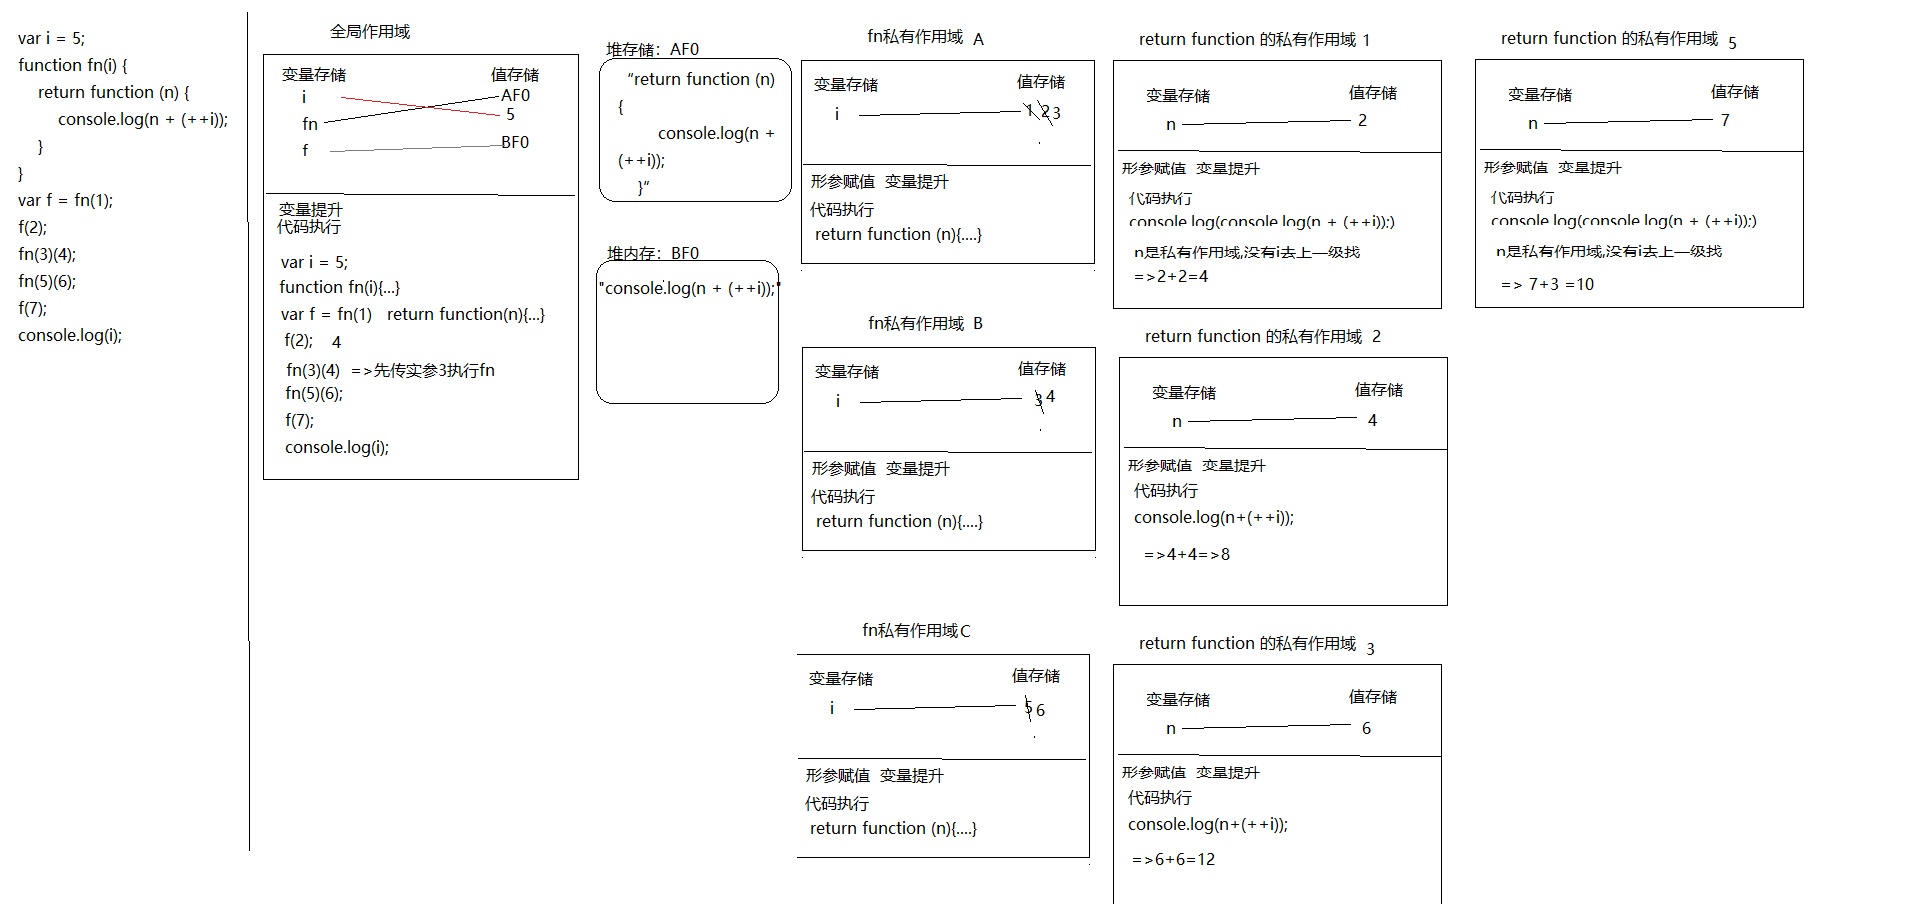 var i = 5;
function fn(i) {
return function (n) {
console.log(n + (++i));
}
}
var f = fn(1);
f(2);
fn(3)(4);
fn(5)(6);
f(7);
console.log(i);
全局作用域
变量存储 值存储
i AF0
fn 5
f BF0
变量提升
代码执行
var i = 5;
function fn(i){...}
var f = fn(1) return function(n){...}
f(2); 4
fn(3)(4) =>先传实参3执行fn
fn(5)(6);
f(7);
console.log(i);
堆存储：AF0
“return function (n)
{
console.log(n +
(++i));
}“
堆内存：BF0
"console.log(n + (++i));"
fn私有作用域 A
变量存储 值存储
i 1 2 3
形参赋值 变量提升
代码执行
return function (n){....}
fn私有作用域 B
变量存储 值存储
i 3 4
形参赋值 变量提升
代码执行
return function (n){....}
fn私有作用域 C
变量存储 值存储
i 5 6
形参赋值 变量提升
代码执行
return function (n){....}
return function 的私有作用域 1
变量存储 值存储
n 2
形参赋值 变量提升
代码执行
console.log(console.log(n + (++i));)
n是私有作用域,没有i去上一级找
=>2+2=4
return function 的私有作用域 2
变量存储 值存储
n 4
形参赋值 变量提升
代码执行
console.log(n+(++i));
=>4+4=>8
return function 的私有作用域 3
变量存储 值存储
n 6
形参赋值 变量提升
代码执行
console.log(n+(++i));
=>6+6=12
return function 的私有作用域 5
变量存储 值存储
n 7
形参赋值 变量提升
代码执行
console.log(console.log(n + (++i));)
n是私有作用域,没有i去上一级找
=> 7+3 =10